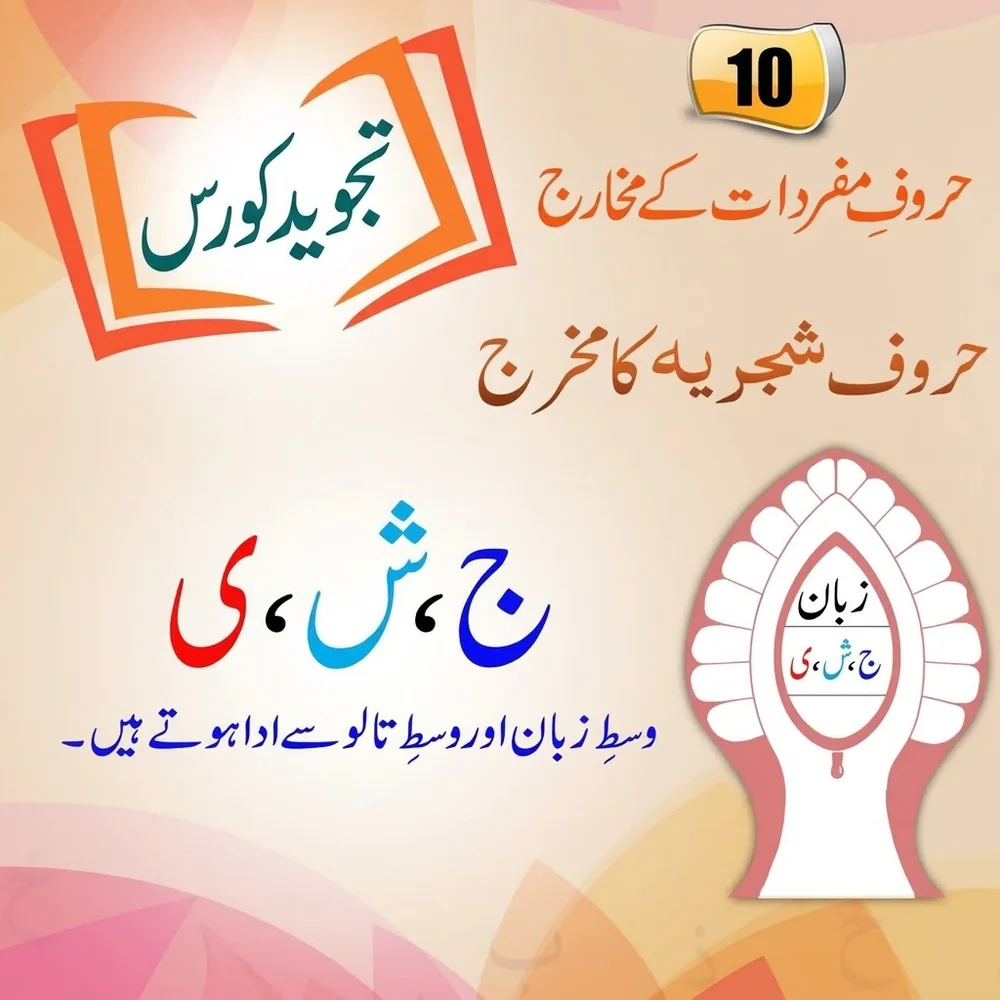 10
تجوید کورس
حروفِ مفردات کے مخارج
حروف شجریہ کا مخرج
ج، ش، ی
وسطِ زبان اور وسطِ تالو سے ادا ہوتے ہیں۔
زبان
ج، ش، ی